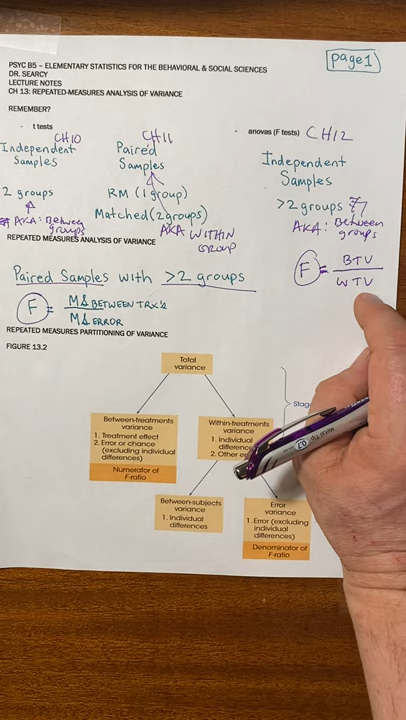 page 1
PSYC B5 – ELEMENTARY STATISTICS FOR THE BEHAVIORAL & SOCIAL SCIENCES
DR. SEARCY
LECTURE NOTES
CH 13: REPEATED-MEASURES ANALYSIS OF VARIANCE
REMEMBER?
- t tests
CH10
Independent
Samples
2 groups
AKA: Between
groups
CH11
Paired
Samples
RM (1 group)
Matched (2 groups)
AKA WITHIN
GROUP
- anovas (F tests) CH12
Independent
Samples
>2 groups
AKA: Between
groups
F = BTV
WTV
REPEATED MEASURES ANALYSIS OF VARIANCE
Paired Samples with >2 groups
F = MΔ BETWEEN TRX's
MΔ ERROR
REPEATED MEASURES PARTITIONING OF VARIANCE
FIGURE 13.2
Total
variance
Stag
Between-treatments
variance
1. Treatment effect
2. Error or chance
(excluding individual
differences)
Numerator of
F-ratio
Within-treatments
variance
1. Individual
2. Other
Between-subjects
variance
1. Individual
differences
Error
variance
1. Error (excluding
individual
differences)
Denominator of
F-ratio